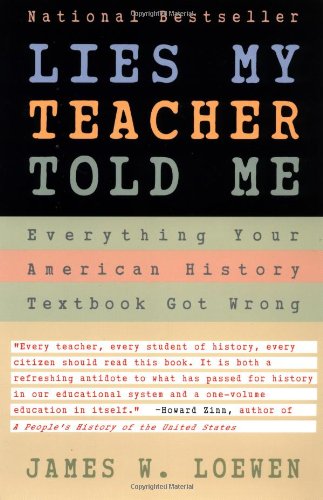 National Bestseller
LIES MY
TEACHER
TOLD ME
Everything Your
American History
Textbook Got Wrong
"Every teacher, every student of history, every
citizen should read this book. It is both a
refreshing antidote to what has passed for history
in our educational system and a one-volume
education in itself." -Howard Zinn, author of
A People's History of the United States
JAMES W. LOEWEN